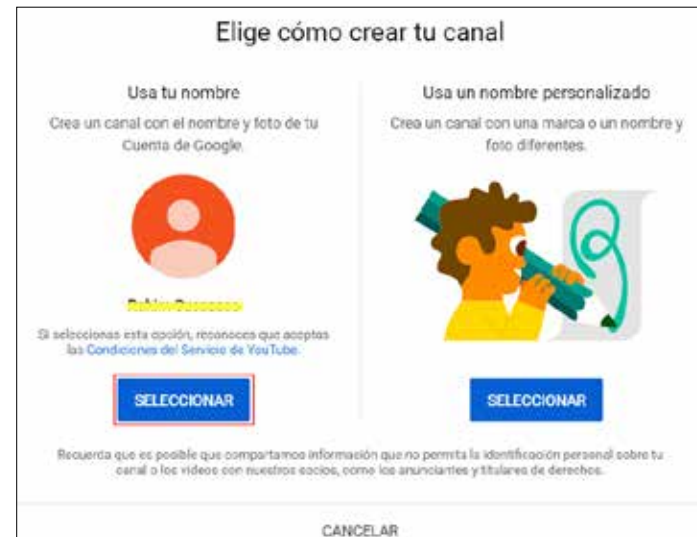 Elige cómo crear tu canal
Usa tu nombre
Crea un canal con el nombre y foto de tu
Cuenta de Google.
Si seleccionas esta opción, reconoces que aceptas
las Condiciones del Servicio de YouTube.
SELECCIONAR
Usa un nombre personalizado
Crea un canal con una marca o un nombre y
foto diferentes.
SELECCIONAR
Recuerda que es posible que compartamos información que no permita la identificación personal sobre tu
canal o los videos con nuestros socios, como los anunciantes y titulares de derechos.
CANCELAR